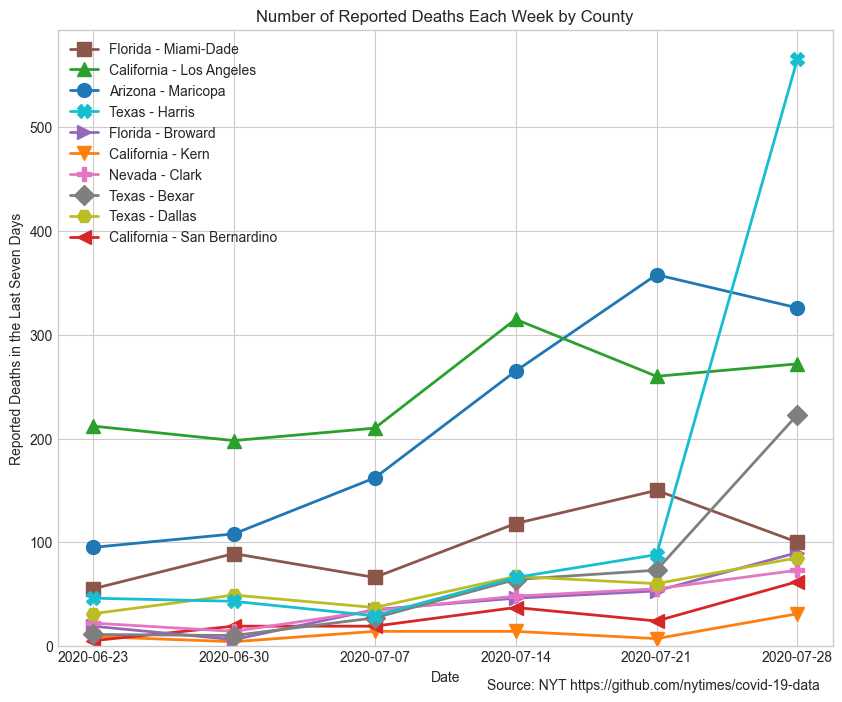 Number of Reported Deaths Each Week by County
Florida - Miami-Dade
California - Los Angeles
Arizona - Maricopa
Texas - Harris
Florida - Broward
California - Kern
Nevada - Clark
Texas - Bexar
Texas - Dallas
California - San Bernardino
Reported Deaths in the Last Seven Days
500
400
300
200
100
0
2020-06-23 2020-06-30 2020-07-07 2020-07-14 2020-07-21 2020-07-28
Date
Source: NYT https://github.com/nytimes/covid-19-data